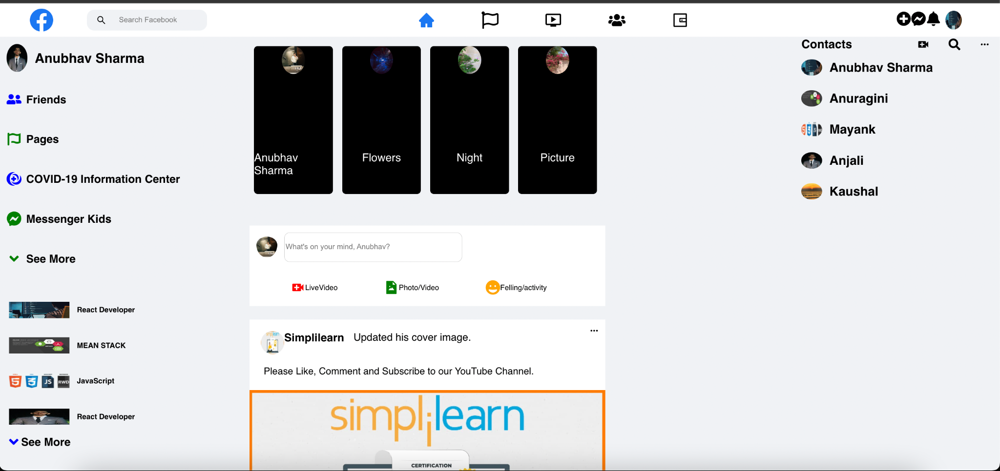 Search Facebook
Anubhav Sharma
Friends
Pages
COVID-19 Information Center
Messenger Kids
See More
React Developer
MEAN STACK
JavaScript
React Developer
See More
Anubhav
Sharma
Flowers
Night
Picture
What's on your mind, Anubhav?
LiveVideo
Photo/Video
Felling/activity
Simplilearn Updated his cover image.
Please Like, Comment and Subscribe to our YouTube Channel.
simplilearn
CERTIFICATION
Contacts
Anubhav Sharma
Anuragini
Mayank
Anjali
Kaushal
JS
RWD